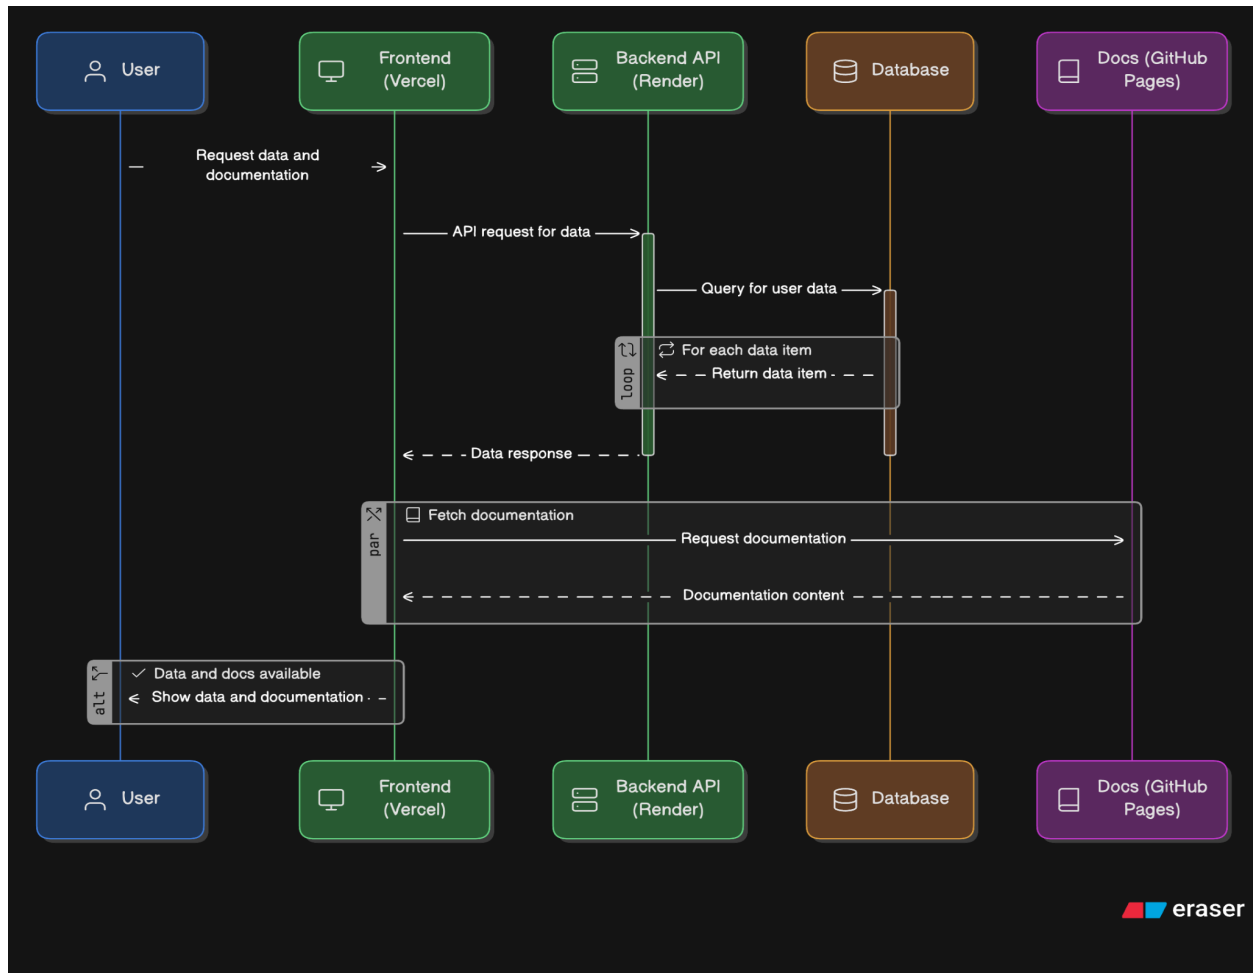 User
Frontend
(Vercel)
Backend API
(Render)
Database
Docs (GitHub
Pages)
Request data and
documentation
API request for data
Query for user data
loop
For each data item
Return data item
Data response
par
Fetch documentation
Request documentation
Documentation content
alt
Data and docs available
Show data and documentation
User
Frontend
(Vercel)
Backend API
(Render)
Database
Docs (GitHub
Pages)
eraser